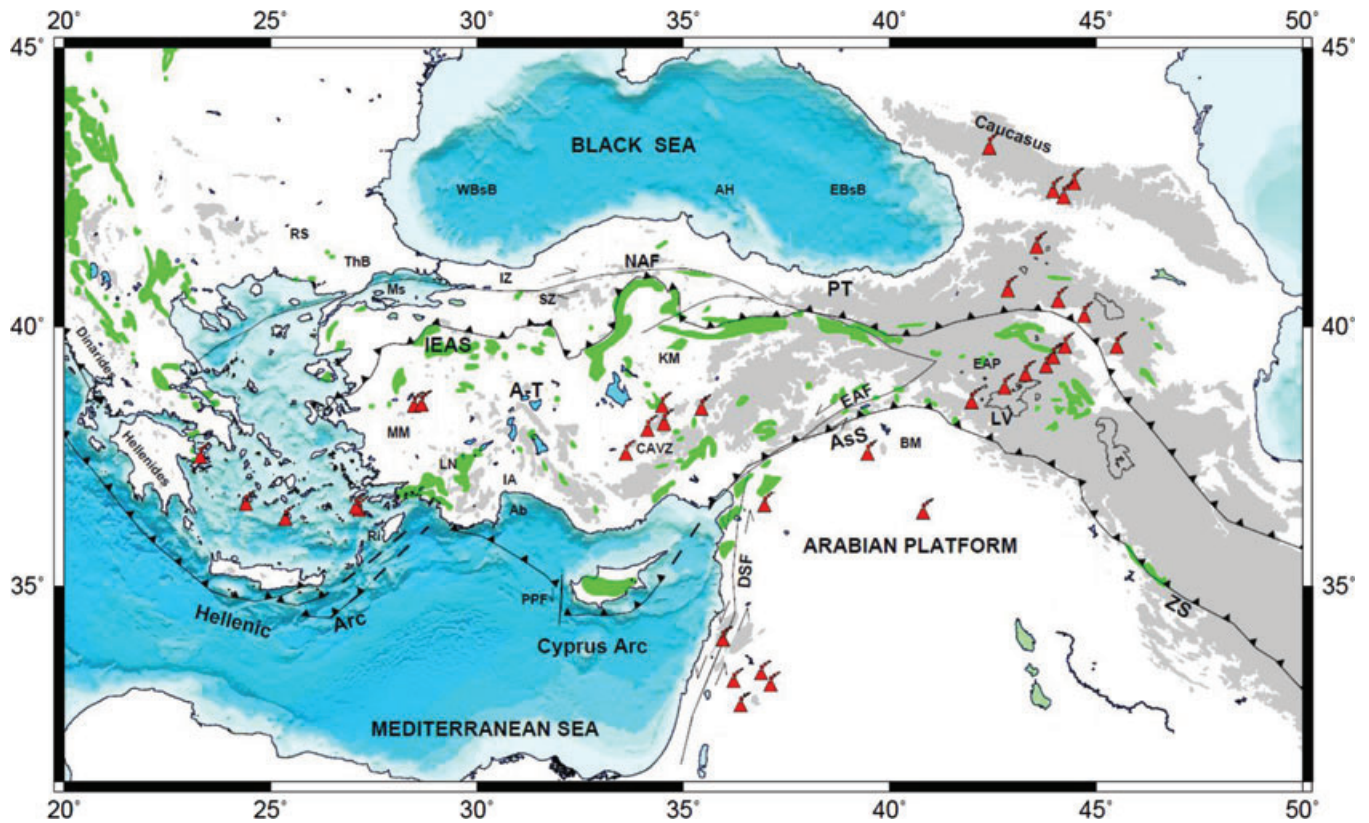 20° 25° 30° 35° 40° 45° 50°
45° 45°
Caucasus
BLACK SEA
WBsB AH EBsB
RS
ThB NAF
IZ
Ms PT
SZ
40° 40°
Dinarides IEAS
KM EAP
A-T EAF
LV
MM AsS BM
Hellenides CAVZ
LN
IA
Ab
Ri
ARABIAN PLATFORM
DSF
35° 35°
PPF
ZS
Hellenic Arc
Cyprus Arc
MEDITERRANEAN SEA
20° 25° 30° 35° 40° 45° 50°